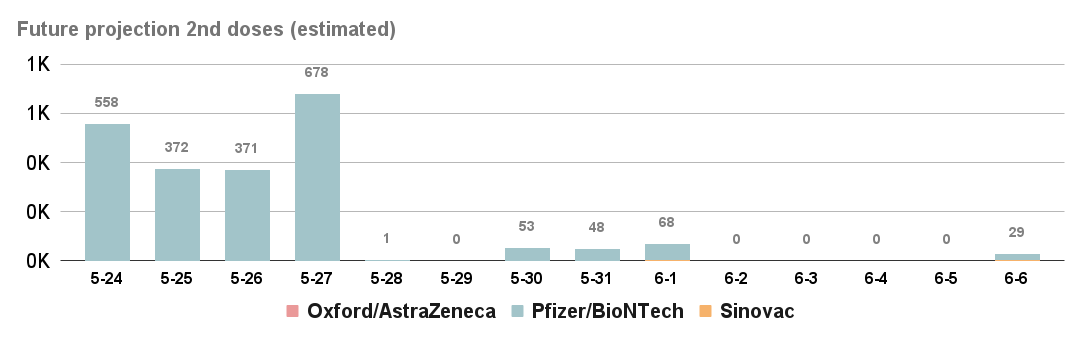 Future projection 2nd doses (estimated)
1K
1K
0K
0K
0K
558
372
371
678
1
0
53
48
68
0
0
0
0
29
5-24 5-25 5-26 5-27 5-28 5-29 5-30 5-31 6-1 6-2 6-3 6-4 6-5 6-6
Oxford/AstraZeneca Pfizer/BioNTech Sinovac